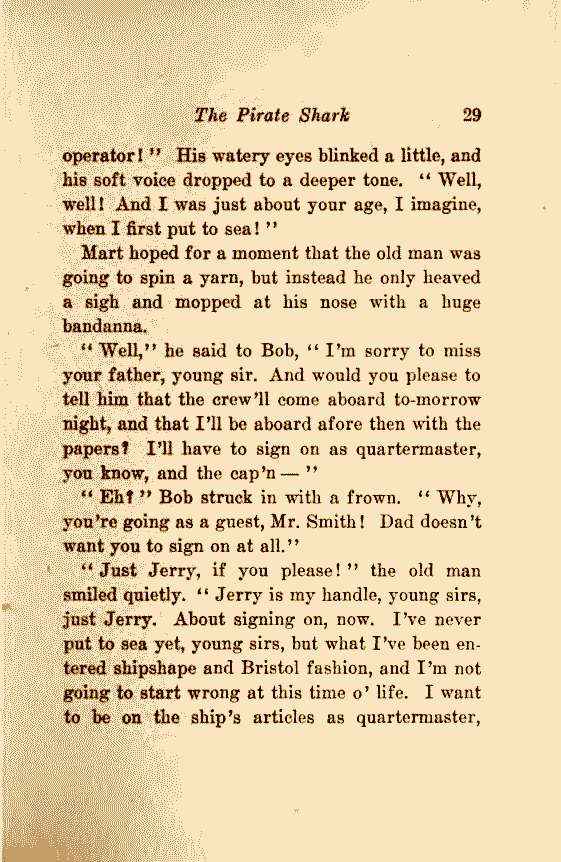 The Pirate Shark 29
operator! " His watery eyes blinked a little, and
his soft voice dropped to a deeper tone. " Well,
well! And I was just about your age, I imagine,
when I first put to sea! "
Mart hoped for a moment that the old man was
going to spin a yarn, but instead he only heaved
a sigh and mopped at his nose with a huge
bandanna.
" Well," he said to Bob, " I'm sorry to miss
your father, young sir. And would you please to
tell him that the crew'll come aboard to-morrow
night, and that I'll be aboard afore then with the
papers? I'll have to sign on as quartermaster,
you know, and the cap'n — "
" Eh? " Bob struck in with a frown. " Why,
you're going as a guest, Mr. Smith! Dad doesn't
want you to sign on at all."
" Just Jerry, if you please! " the old man
smiled quietly. " Jerry is my handle, young sirs,
just Jerry. About signing on, now. I've never
put to sea yet, young sirs, but what I've been en-
tered shipshape and Bristol fashion, and I'm not
going to start wrong at this time o' life. I want
to be on the ship's articles as quartermaster,